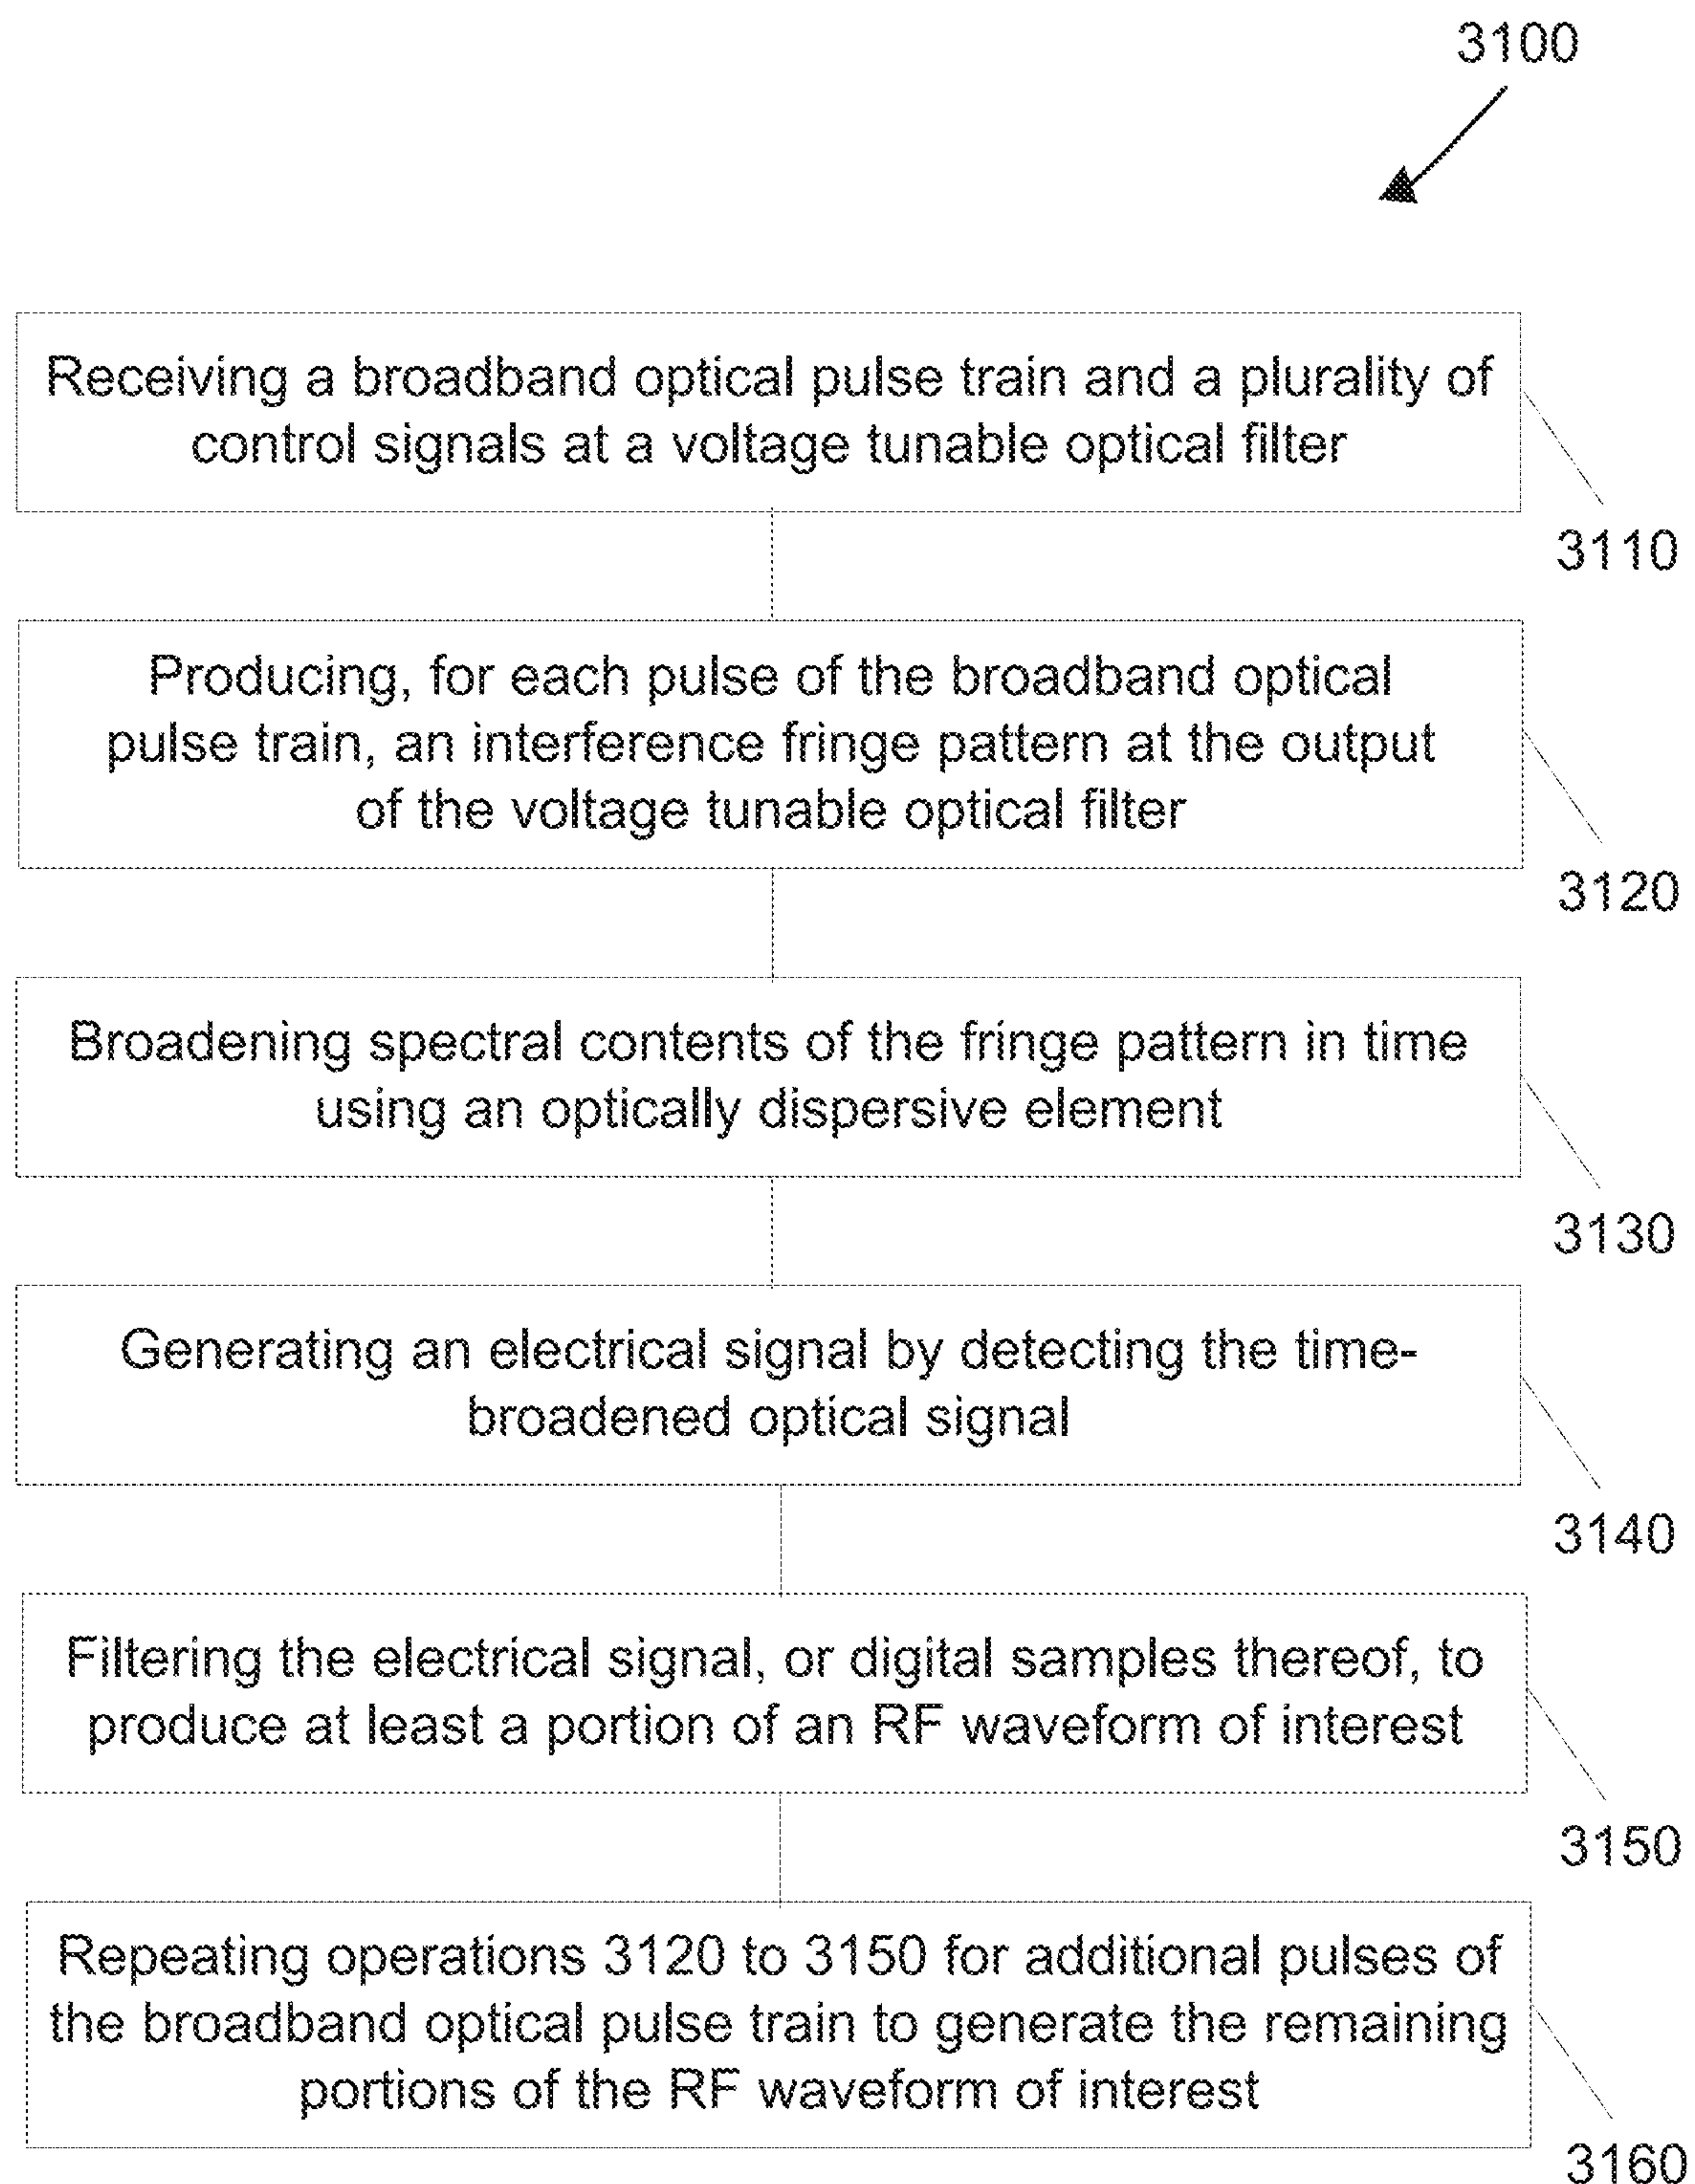 3100
Receiving a broadband optical pulse train and a plurality of
control signals at a voltage tunable optical filter
3110
Producing, for each pulse of the broadband optical
pulse train, an interference fringe pattern at the output
of the voltage tunable optical filter
3120
Broadening spectral contents of the fringe pattern in time
using an optically dispersive element
3130
Generating an electrical signal by detecting the time-
broadened optical signal
3140
Filtering the electrical signal, or digital samples thereof, to
produce at least a portion of an RF waveform of interest
3150
Repeating operations 3120 to 3150 for additional pulses of
the broadband optical pulse train to generate the remaining
portions of the RF waveform of interest
3160